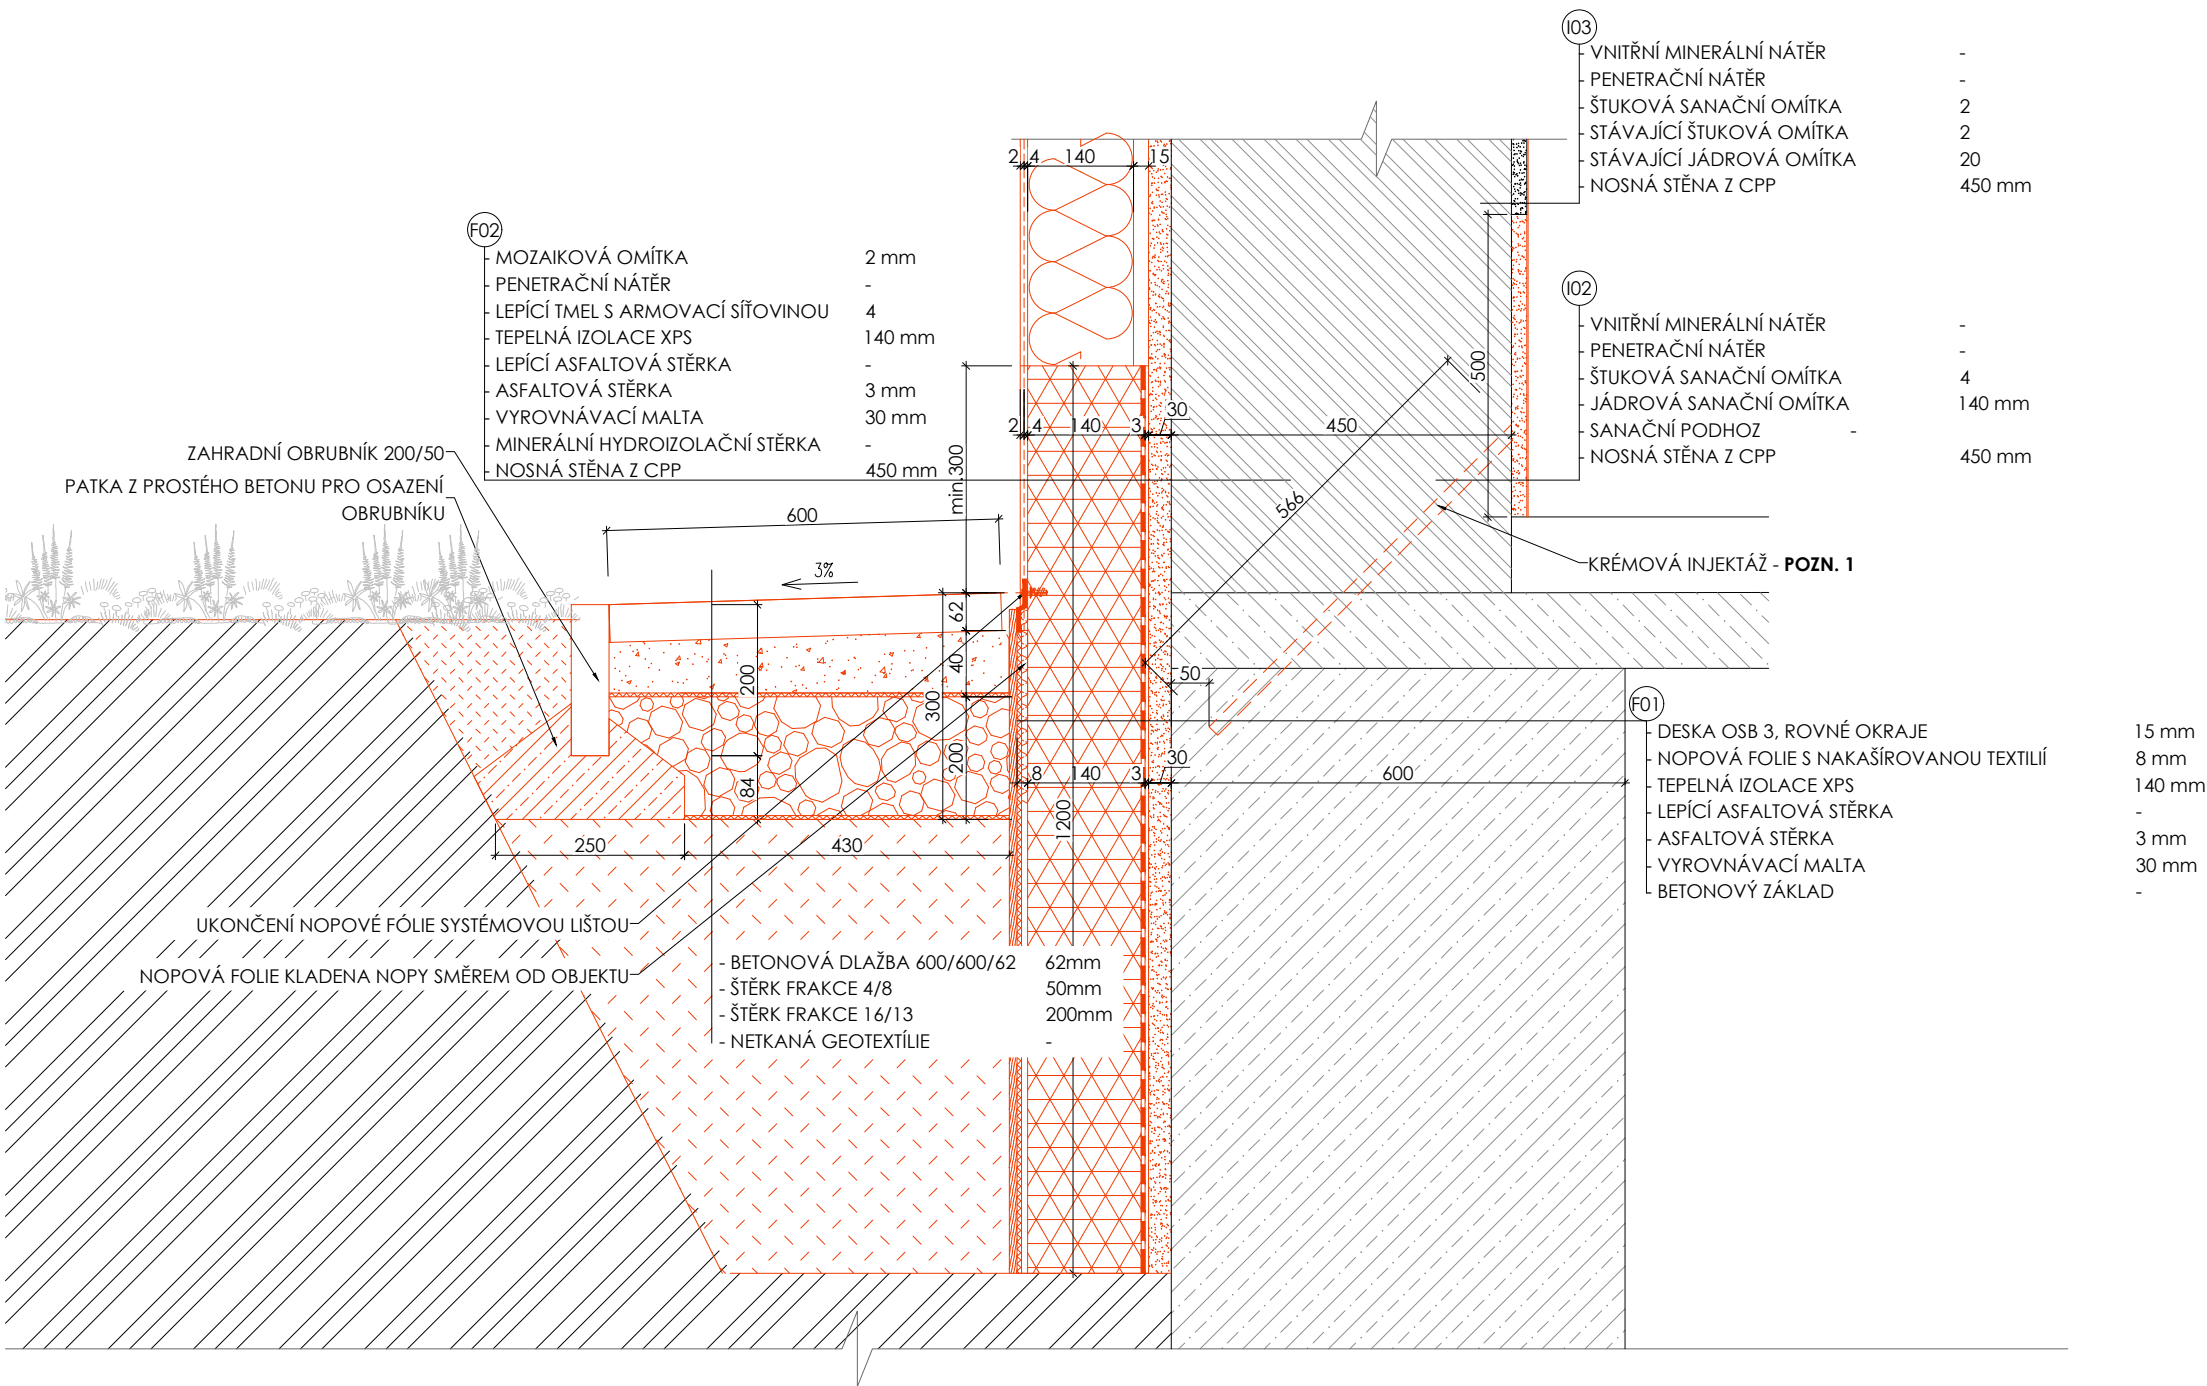 I03
- VNITŘNÍ MINERÁLNÍ NÁTĚR -
- PENETRAČNÍ NÁTĚR -
- ŠTUKOVÁ SANAČNÍ OMÍTKA 2
- STÁVAJÍCÍ ŠTUKOVÁ OMÍTKA 2
- STÁVAJÍCÍ JÁDROVÁ OMÍTKA 20
- NOSNÁ STĚNA Z CPP 450 mm
2 4 140 15
F02
- MOZAIKOVÁ OMÍTKA 2 mm
- PENETRAČNÍ NÁTĚR -
- LEPÍCÍ TMEL S ARMOVACÍ SÍŤOVINOU 4
- TEPELNÁ IZOLACE XPS 140 mm
- LEPÍCÍ ASFALTOVÁ STĚRKA -
- ASFALTOVÁ STĚRKA 3 mm
- VYROVNÁVACÍ MALTA 30 mm
- MINERÁLNÍ HYDROIZOLAČNÍ STĚRKA -
- NOSNÁ STĚNA Z CPP 450 mm
I02
- VNITŘNÍ MINERÁLNÍ NÁTĚR -
- PENETRAČNÍ NÁTĚR -
- ŠTUKOVÁ SANAČNÍ OMÍTKA 4
- JÁDROVÁ SANAČNÍ OMÍTKA 140 mm
- SANAČNÍ PODHOZ -
- NOSNÁ STĚNA Z CPP 450 mm
500
2 4 140 3 30 450
min.300
566
ZAHRADNÍ OBRUBNÍK 200/50
PATKA Z PROSTÉHO BETONU PRO OSAZENÍ
OBRUBNÍKU
600
3%
KRÉMOVÁ INJEKTÁŽ - POZN. 1
62
40
200
300
200
84
50
8 140 3 30 600
1200
250 430
F01
- DESKA OSB 3, ROVNÉ OKRAJE 15 mm
- NOPOVÁ FOLIE S NAKAŠÍROVANOU TEXTILIÍ 8 mm
- TEPELNÁ IZOLACE XPS 140 mm
- LEPÍCÍ ASFALTOVÁ STĚRKA -
- ASFALTOVÁ STĚRKA 3 mm
- VYROVNÁVACÍ MALTA 30 mm
- BETONOVÝ ZÁKLAD -
UKONČENÍ NOPOVÉ FÓLIE SYSTÉMOVOU LIŠTOU
NOPOVÁ FOLIE KLADENA NOPY SMĚREM OD OBJEKTU
- BETONOVÁ DLAŽBA 600/600/62 62mm
- ŠTĚRK FRAKCE 4/8 50mm
- ŠTĚRK FRAKCE 16/13 200mm
- NETKANÁ GEOTEXTÍLIE -